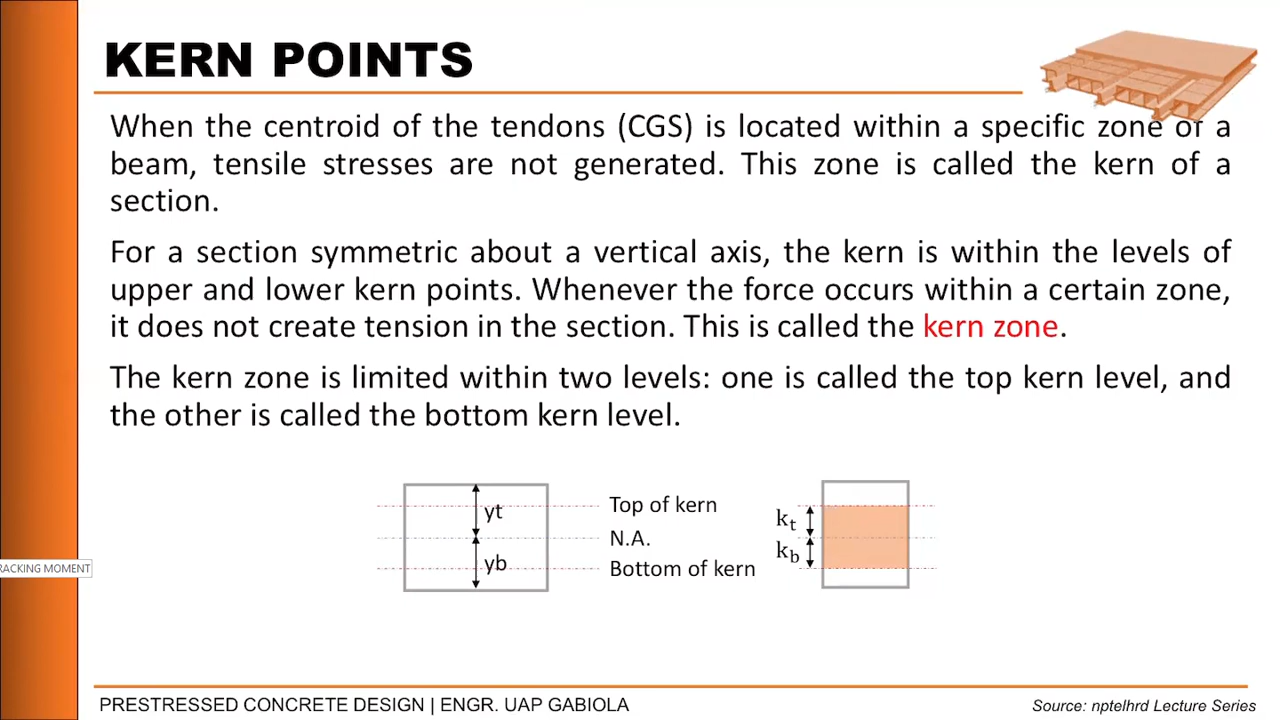 KERN POINTS
When the centroid of the tendons (CGS) is located within a specific zone of a
beam, tensile stresses are not generated. This zone is called the kern of a
section.
For a section symmetric about a vertical axis, the kern is within the levels of
upper and lower kern points. Whenever the force occurs within a certain zone,
it does not create tension in the section. This is called the kern zone.
The kern zone is limited within two levels: one is called the top kern level, and
the other is called the bottom kern level.
yt
Top of kern
kt
N.A.
yb
kb
Bottom of kern
RACKING MOMENT
PRESTRESSED CONCRETE DESIGN | ENGR. UAP GABIOLA
Source: nptelhrd Lecture Series